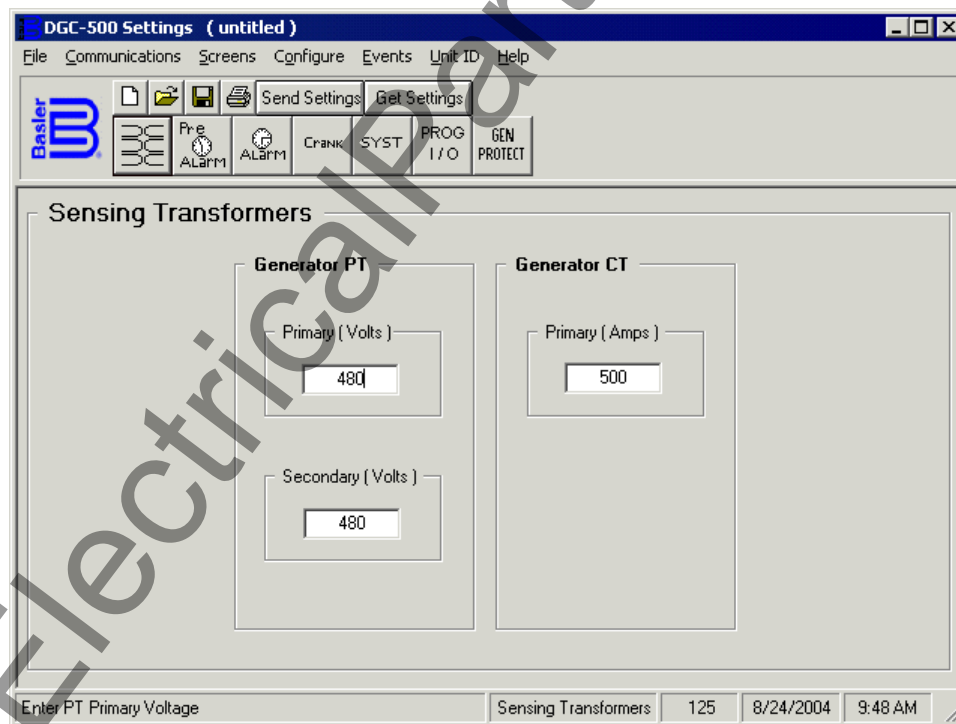 DGC-500 Settings ( untitled )
File Communications Screens Configure Events Unit ID Help
Basler
Send Settings Get Settings
Pre ALarm
ALarm
Crank
SYST
PROG I / O
GEN PROTECT
Sensing Transformers
Generator PT
Generator CT
Primary ( Volts )
Primary ( Amps )
480
500
Secondary ( Volts )
480
Enter PT Primary Voltage
Sensing Transformers
125
8/24/2004
9:48 AM
ElectricalPart